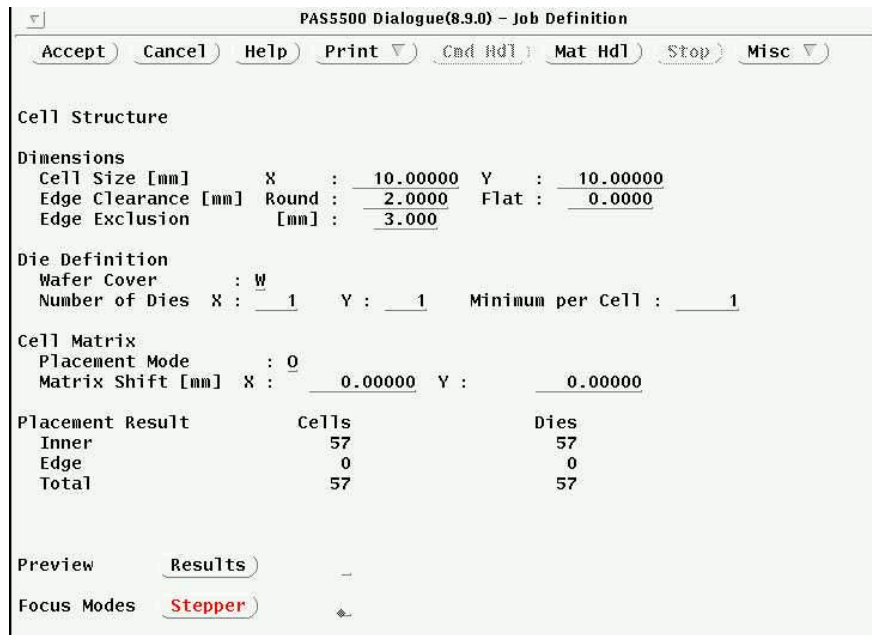 PAS5500 Dialogue(8.9.0) – Job Definition
Accept Cancel Help Print Cmd Hdl Mat Hdl Stop Misc
Cell Structure
Dimensions
Cell Size [mm] X : 10.00000 Y : 10.00000
Edge Clearance [mm] Round : 2.0000 Flat : 0.0000
Edge Exclusion [mm] : 3.000
Die Definition
Wafer Cover : W
Number of Dies X : 1 Y : 1 Minimum per Cell : 1
Cell Matrix
Placement Mode : O
Matrix Shift [mm] X : 0.00000 Y : 0.00000
Placement Result Cells Dies
Inner 57 57
Edge 0 0
Total 57 57
Preview Results
Focus Modes Stepper